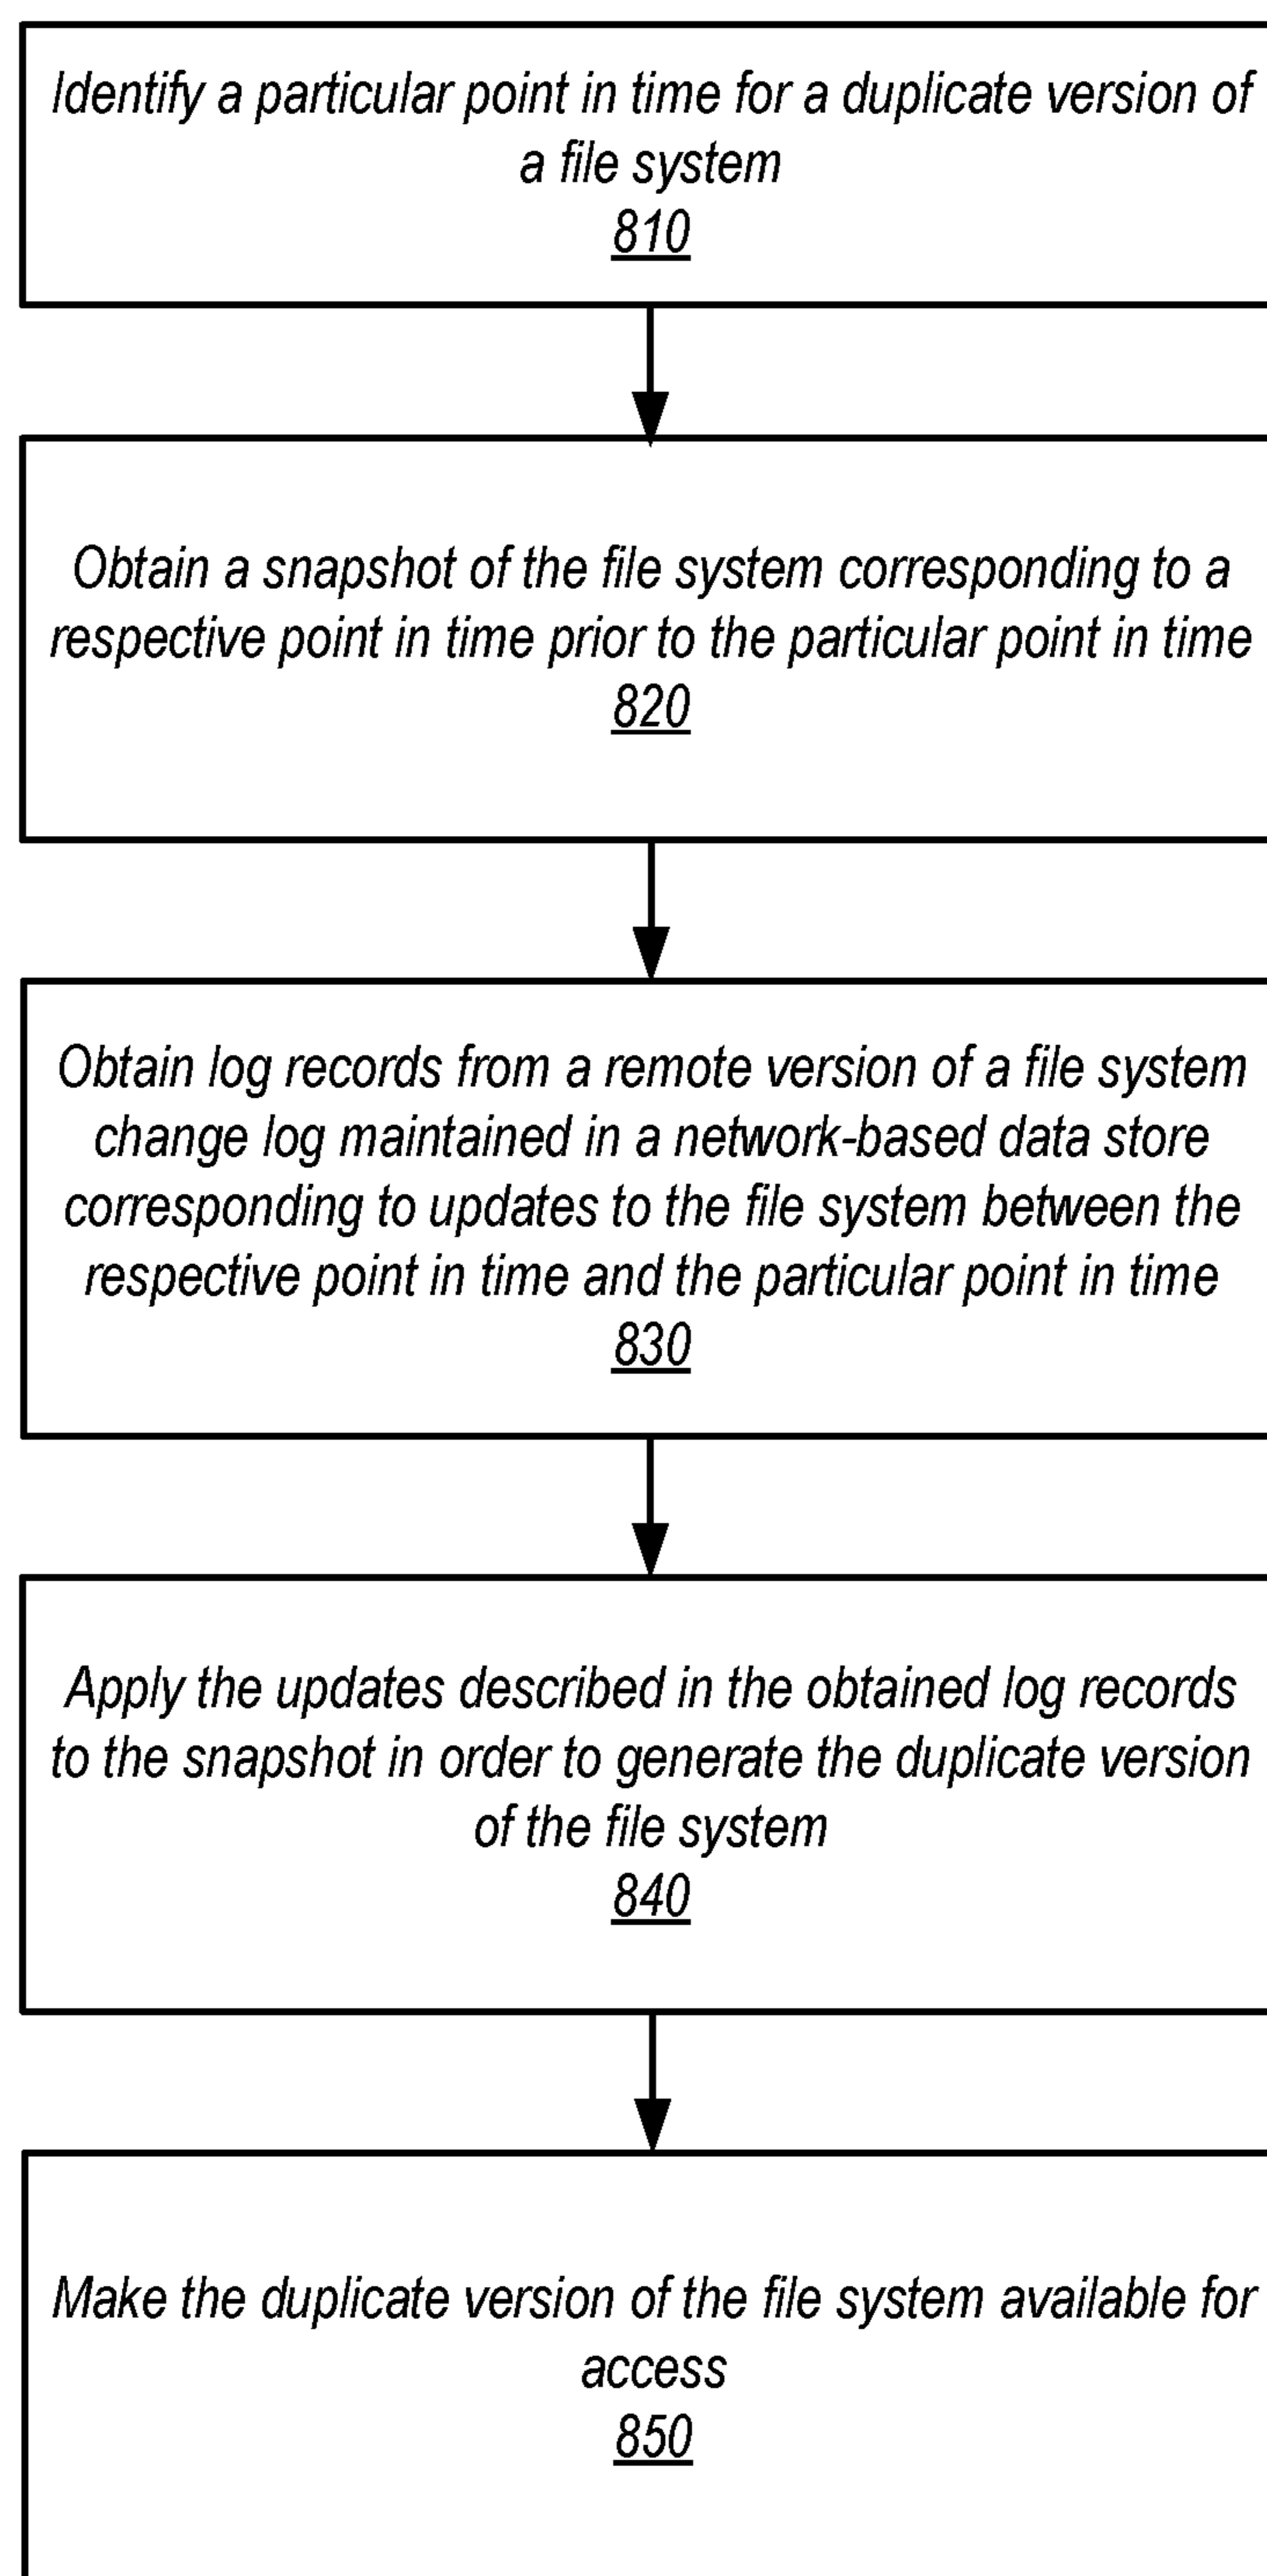 Identify a particular point in time for a duplicate version of
a file system
810
Obtain a snapshot of the file system corresponding to a
respective point in time prior to the particular point in time
820
Obtain log records from a remote version of a file system
change log maintained in a network-based data store
corresponding to updates to the file system between the
respective point in time and the particular point in time
830
Apply the updates described in the obtained log records
to the snapshot in order to generate the duplicate version
of the file system
840
Make the duplicate version of the file system available for
access
850